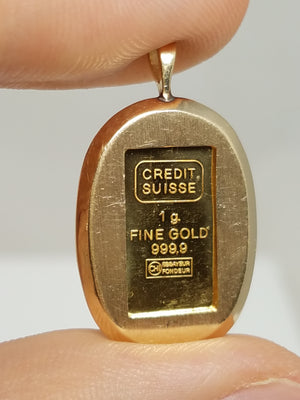 CREDIT
SUISSE
1 g.
FINE GOLD
999,9
ESSAYEUR
FONDEUR